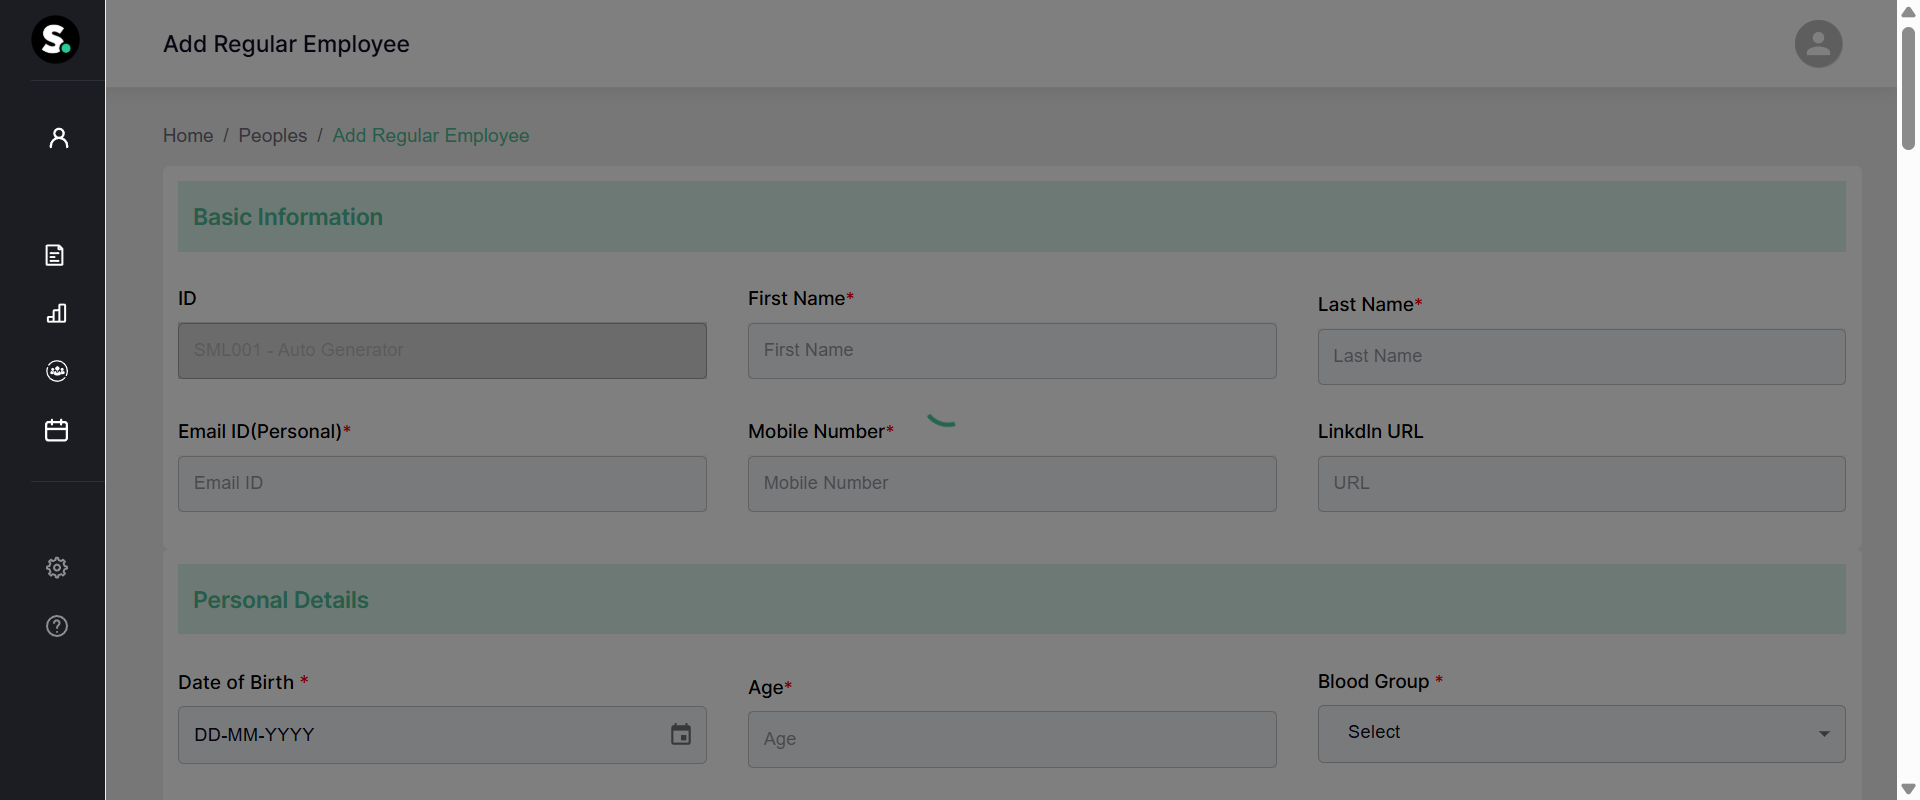 S.
Add Regular Employee
Home / Peoples / Add Regular Employee
Basic Information
ID
First Name*
Last Name*
SML001 - Auto Generator
First Name
Last Name
Email ID(Personal)*
Mobile Number*
LinkdIn URL
Email ID
Mobile Number
URL
Personal Details
Date of Birth *
Age*
Blood Group *
DD-MM-YYYY
Age
Select